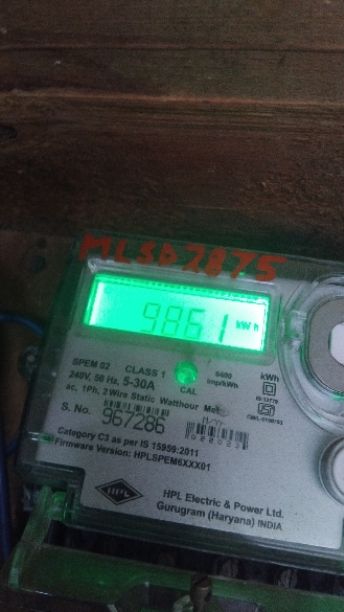 MLSD7875
9861 kWh
SPEM 02 CLASS 1 6400 kWh
240V, 50 Hz, 5-30A imp/kWh
ac, 1Ph, 2 Wire Static Watthour
CAL
IS 13779
S. No. 967286
Category C3 as per IS 15959:2011
Firmware Version: HPLSPEM6XXX01
HPL
HPL Electric & Power Ltd.
Gurugram (Haryana) INDIA